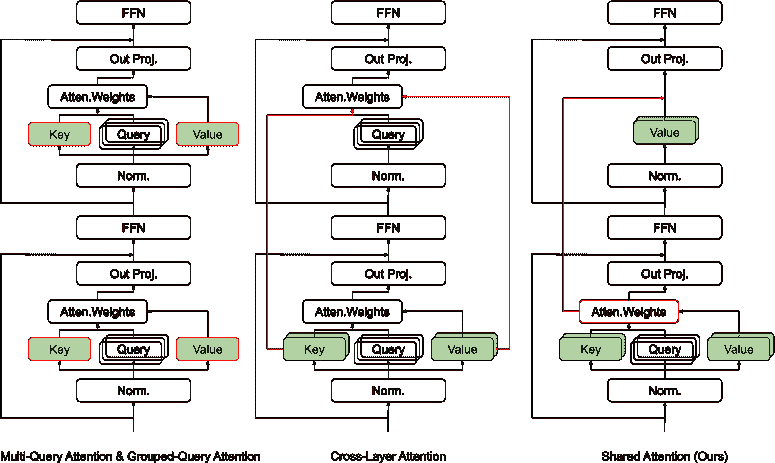 FFN
Out Proj.
Atten.Weights
Key
Query
Value
Norm.
FFN
Out Proj.
Atten.Weights
Key
Query
Value
Norm.
Multi-Query Attention & Grouped-Query Attention
FFN
Out Proj.
Atten.Weights
Query
Norm.
FFN
Out Proj.
Atten.Weights
Key
Query
Value
Norm.
Cross-Layer Attention
FFN
Out Proj.
Value
Norm.
FFN
Out Proj.
Atten.Weights
Key
Query
Value
Norm.
Shared Attention (Ours)